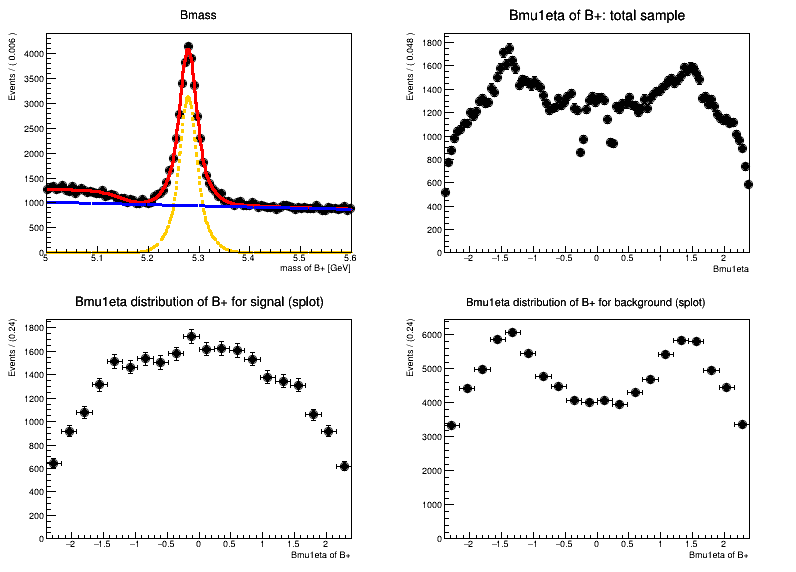 Bmass
Events / ( 0.006 )
4000
3500
3000
2500
2000
1500
1000
500
0
5 5.1 5.2 5.3 5.4 5.5 5.6
mass of B+ [GeV]
Bmu1eta of B+: total sample
Events / ( 0.048 )
1800
1600
1400
1200
1000
800
600
400
200
0
−2 −1.5 −1 −0.5 0 0.5 1 1.5 2
Bmu1eta
Bmu1eta distribution of B+ for signal (splot)
Events / (0.24)
1800
1600
1400
1200
1000
800
600
400
200
0
−2 −1.5 −1 −0.5 0 0.5 1 1.5 2
Bmu1eta of B+
Bmu1eta distribution of B+ for background (splot)
Events / (0.24)
6000
5000
4000
3000
2000
1000
0
−2 −1.5 −1 −0.5 0 0.5 1 1.5 2
Bmu1eta of B+